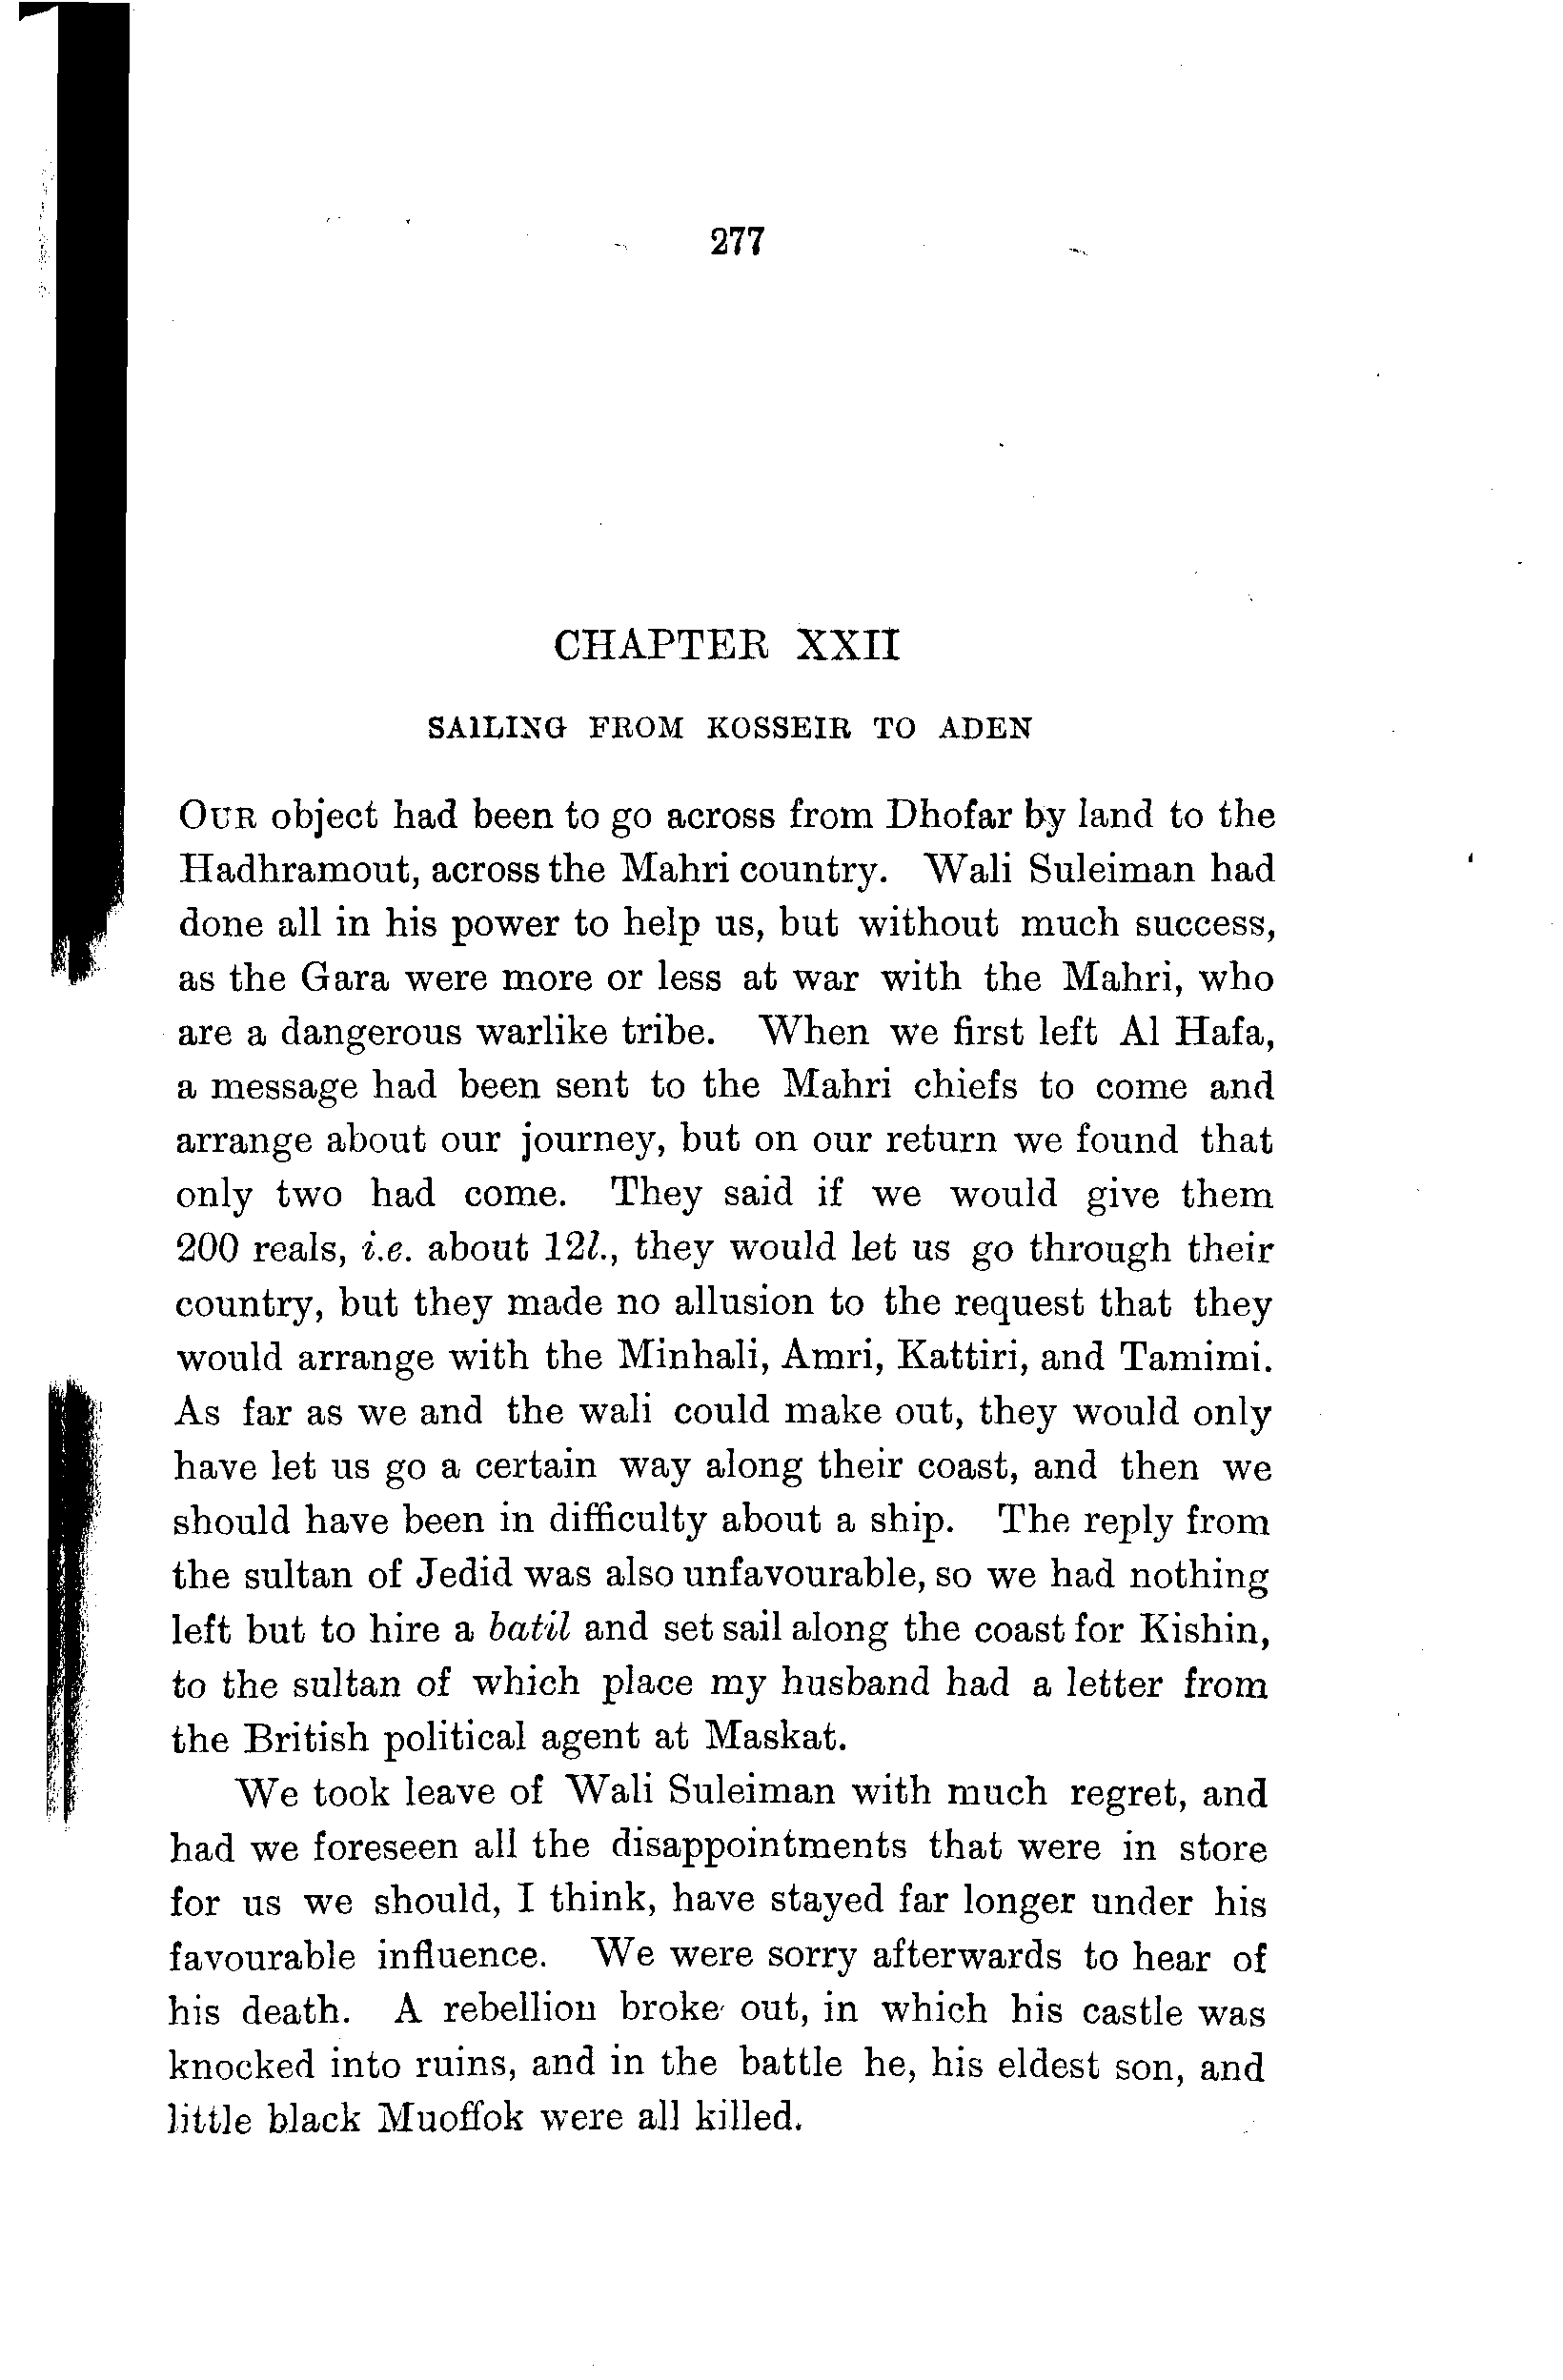 277
CHAPTER XXII
SAILING FROM KOSSEIR TO ADEN
OUR object had been to go across from Dhofar by land to the
Hadhramout, across the Mahri country. Wali Suleiman had
done all in his power to help us, but without much success,
as the Gara were more or less at war with the Mahri, who
are a dangerous warlike tribe. When we first left Al Hafa,
a message had been sent to the Mahri chiefs to come and
arrange about our journey, but on our return we found that
only two had come. They said if we would give them
200 reals, i.e. about 12l., they would let us go through their
country, but they made no allusion to the request that they
would arrange with the Minhali, Amri, Kattiri, and Tamimi.
As far as we and the wali could make out, they would only
have let us go a certain way along their coast, and then we
should have been in difficulty about a ship. The reply from
the sultan of Jedid was also unfavourable, so we had nothing
left but to hire a batil and set sail along the coast for Kishin,
to the sultan of which place my husband had a letter from
the British political agent at Maskat.
We took leave of Wali Suleiman with much regret, and
had we foreseen all the disappointments that were in store
for us we should, I think, have stayed far longer under his
favourable influence. We were sorry afterwards to hear of
his death. A rebellion broke out, in which his castle was
knocked into ruins, and in the battle he, his eldest son, and
little black Muoffok were all killed.